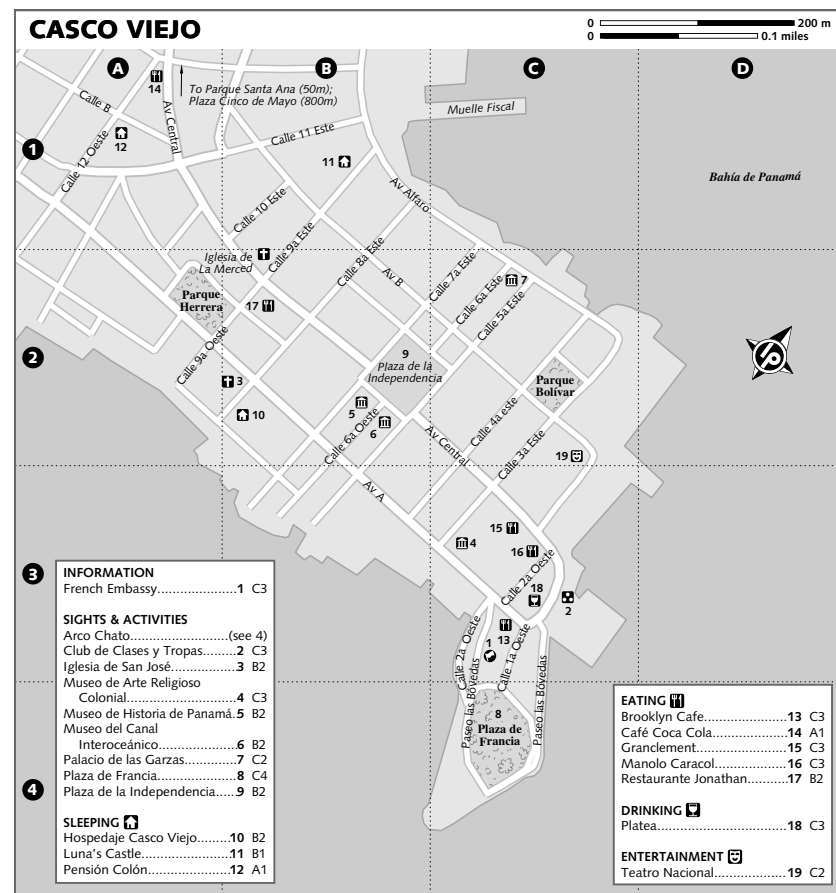 CASCO VIEJO
0 200 m
0 0.1 miles
A
B
C
D
1
2
3
4
To Parque Santa Ana (50m);
Plaza Cinco de Mayo (800m)
14
Calle B
Av Central
12
Calle 12 Oeste
Calle 11 Este
11
Muelle Fiscal
Bahía de Panamá
Av Alfaro
Calle 10 Este
Iglesia de
La Merced
Calle 9a Este
Calle 8a Este
Av B
Calle 7a Este
Calle 6a Este
7
Calle 5a Este
Parque
Herrera
17
Calle 9a Oeste
9
Plaza de la
Independencia
Parque
Bolívar
3
10
5
6
Calle 6a Oeste
Av Central
Calle 4a este
Calle 3a Este
19
Av A
15
4
16
Calle 2a Oeste
18
2
13
1
Calle 2a Oeste
Calle 1a Oeste
Paseo las Bóvedas
Paseo las Bóvedas
8
Plaza de
Francia
INFORMATION
French Embassy.....................1 C3
SIGHTS & ACTIVITIES
Arco Chato.........................(see 4)
Club de Clases y Tropas........2 C3
Iglesia de San José................3 B2
Museo de Arte Religioso
Colonial..........................4 C3
Museo de Historia de Panamá.5 B2
Museo del Canal
Interoceánico..................6 B2
Palacio de las Garzas............7 C2
Plaza de Francia...................8 C4
Plaza de la Independencia......9 B2
SLEEPING
Hospedaje Casco Viejo........10 B2
Luna's Castle......................11 B1
Pensión Colón....................12 A1
EATING
Brooklyn Cafe.....................13 C3
Café Coca Cola...................14 A1
Granclement.......................15 C3
Manolo Caracol...................16 C3
Restaurante Jonathan...........17 B2
DRINKING
Platea................................18 C3
ENTERTAINMENT
Teatro Nacional...................19 C2